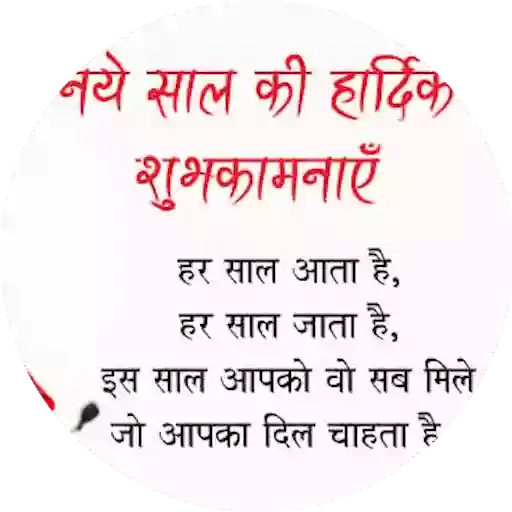 नये साल की हार्दिक
शुभकामनाएँ
हर साल आता है,
हर साल जाता है,
इस साल आपको वो सब मिले
जो आपका दिल चाहता है